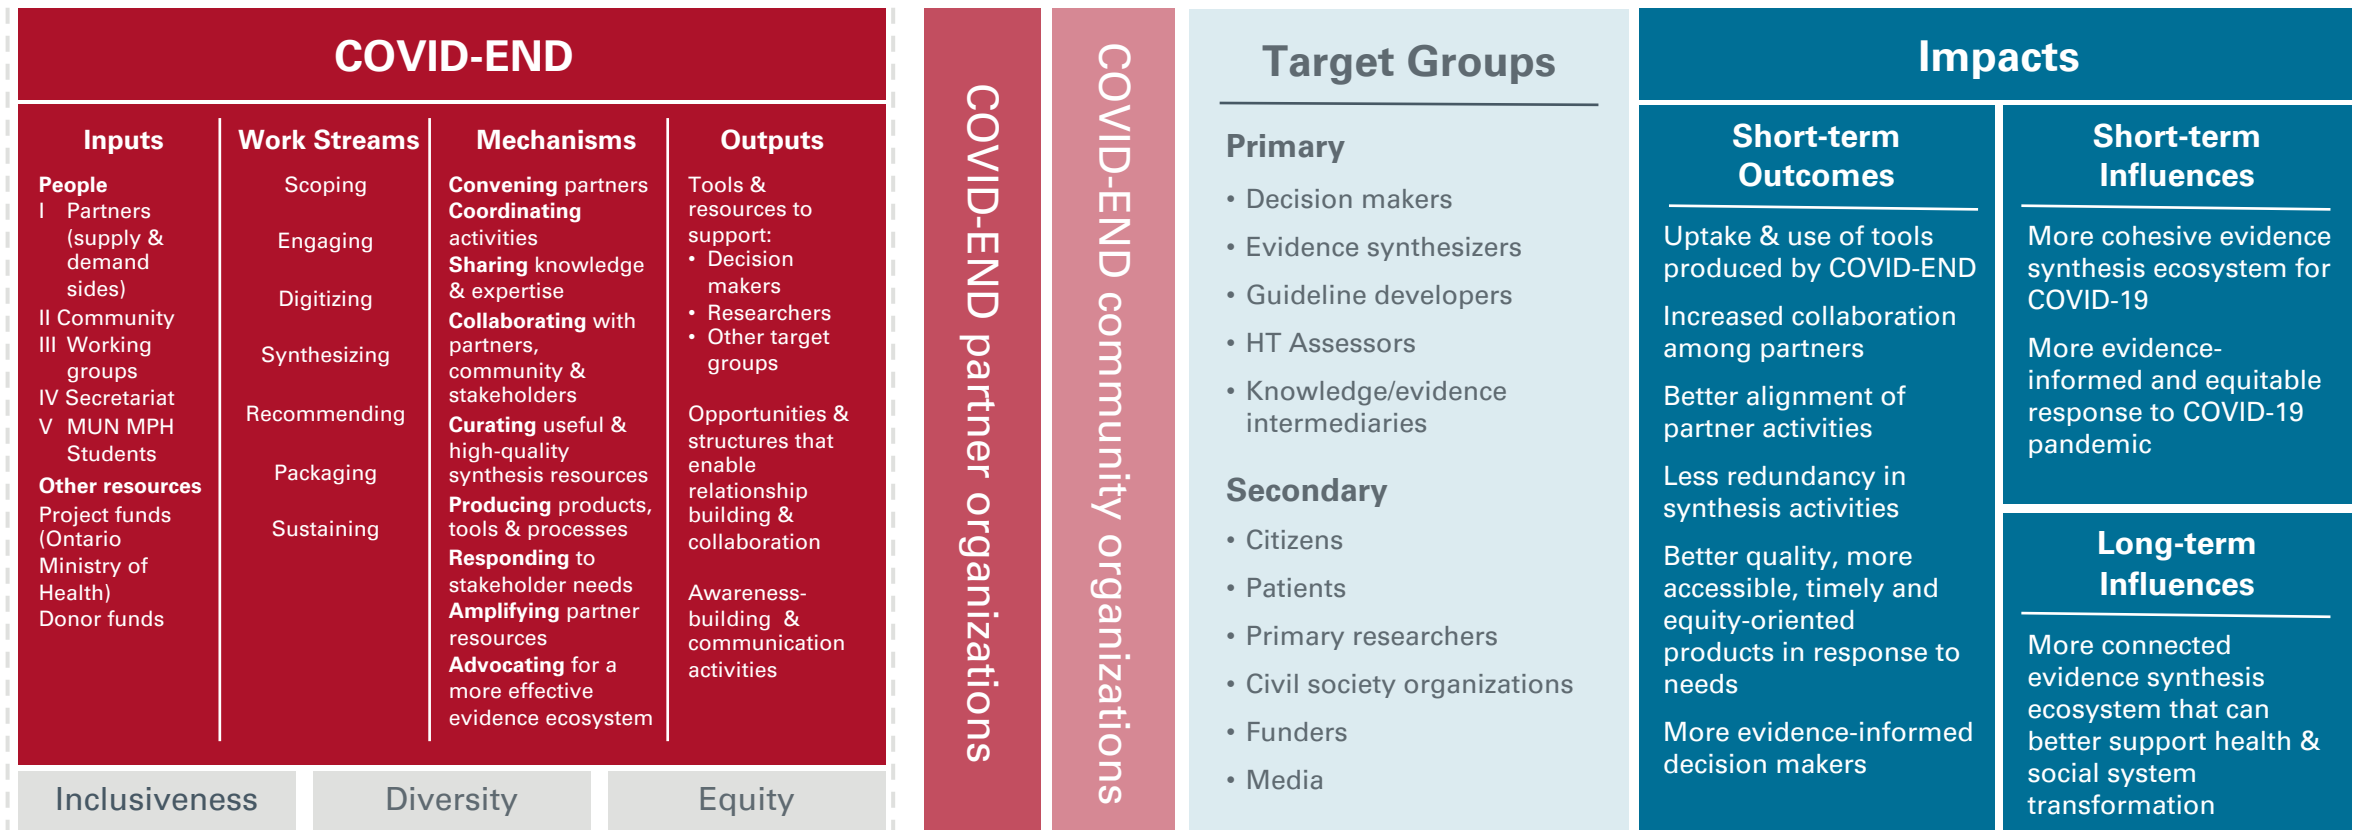 COVID-END
Inputs
People
I Partners
(supply &
demand
sides)
II Community
III Working
groups
IV Secretariat
V MUN MPH
Students
Other resources
Project funds
(Ontario
Ministry of
Health)
Donor funds
Work Streams
Scoping
Engaging
Digitizing
Synthesizing
Recommending
Packaging
Sustaining
Mechanisms
Convening partners
Coordinating
activities
Sharing knowledge
& expertise
Collaborating with
partners,
community &
stakeholders
Curating useful &
high-quality
synthesis resources
Producing products,
tools & processes
Responding to
stakeholder needs
Amplifying partner
resources
Advocating for a
more effective
evidence ecosystem
Outputs
Tools &
resources to
support:
• Decision
makers
• Researchers
• Other target
groups
Opportunities &
structures that
enable
relationship
building &
collaboration
Awareness-
building &
communication
activities
Inclusiveness
Diversity
Equity
COVID-END partner organizations
COVID-END community organizations
Target Groups
Primary
• Decision makers
• Evidence synthesizers
• Guideline developers
• HT Assessors
• Knowledge/evidence
intermediaries
Secondary
• Citizens
• Patients
• Primary researchers
• Civil society organizations
• Funders
• Media
Impacts
Short-term
Outcomes
Uptake & use of tools
produced by COVID-END
Increased collaboration
among partners
Better alignment of
partner activities
Less redundancy in
synthesis activities
Better quality, more
accessible, timely and
equity-oriented
products in response to
needs
More evidence-informed
decision makers
Short-term
Influences
More cohesive evidence
synthesis ecosystem for
COVID-19
More evidence-
informed and equitable
response to COVID-19
pandemic
Long-term
Influences
More connected
evidence synthesis
ecosystem that can
better support health &
social system
transformation